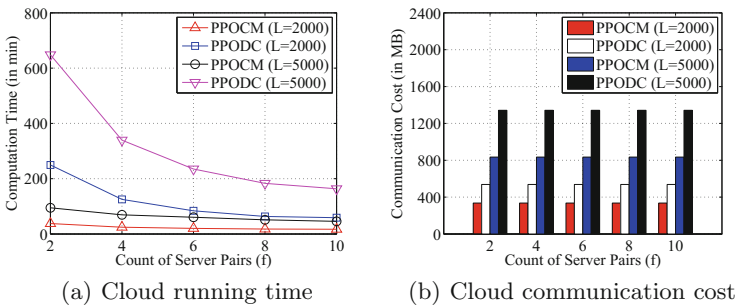 Computation Time (in min)
800
600
400
200
0
2 4 6 8 10
Count of Server Pairs (f)
PPOCM (L=2000)
PPODC (L=2000)
PPOCM (L=5000)
PPODC (L=5000)
(a) Cloud running time
Communication Cost (in MB)
2400
2000
1600
1200
800
400
0
2 4 6 8 10
Count of Server Pairs (f)
PPOCM (L=2000)
PPODC (L=2000)
PPOCM (L=5000)
PPODC (L=5000)
(b) Cloud communication cost